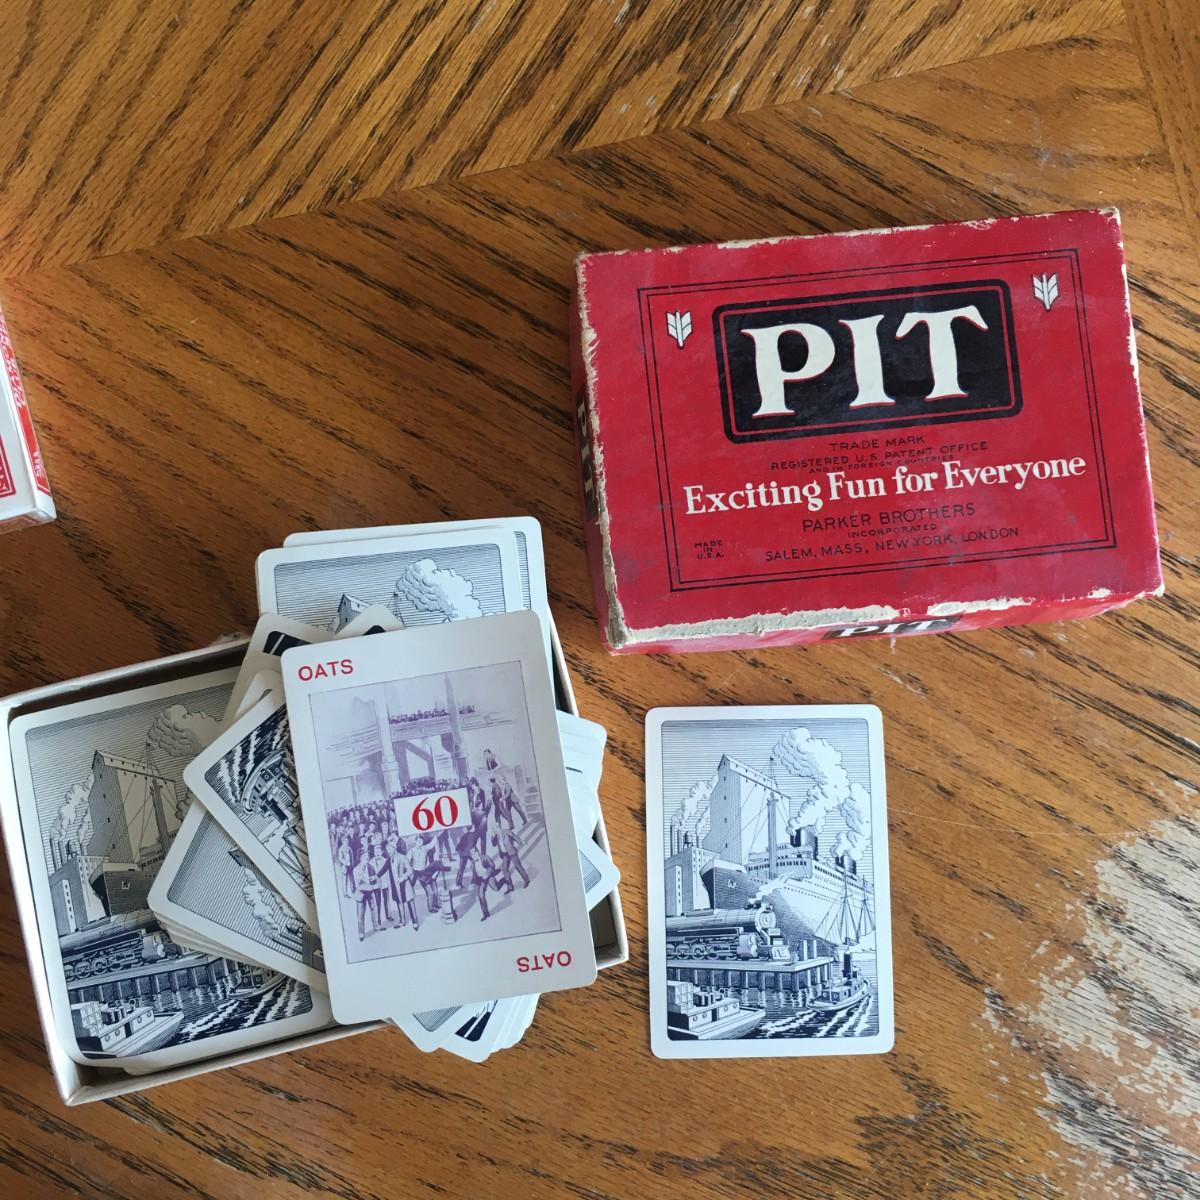 PIT
TRADE MARK
REGISTERED U.S. PATENT OFFICE
AND IN FOREIGN COUNTRIES
Exciting Fun for Everyone
PARKER BROTHERS
INCORPORATED
SALEM, MASS., NEW YORK, LONDON
MADE
IN
U.S.A.
PIT
PIT
OATS
60
OATS